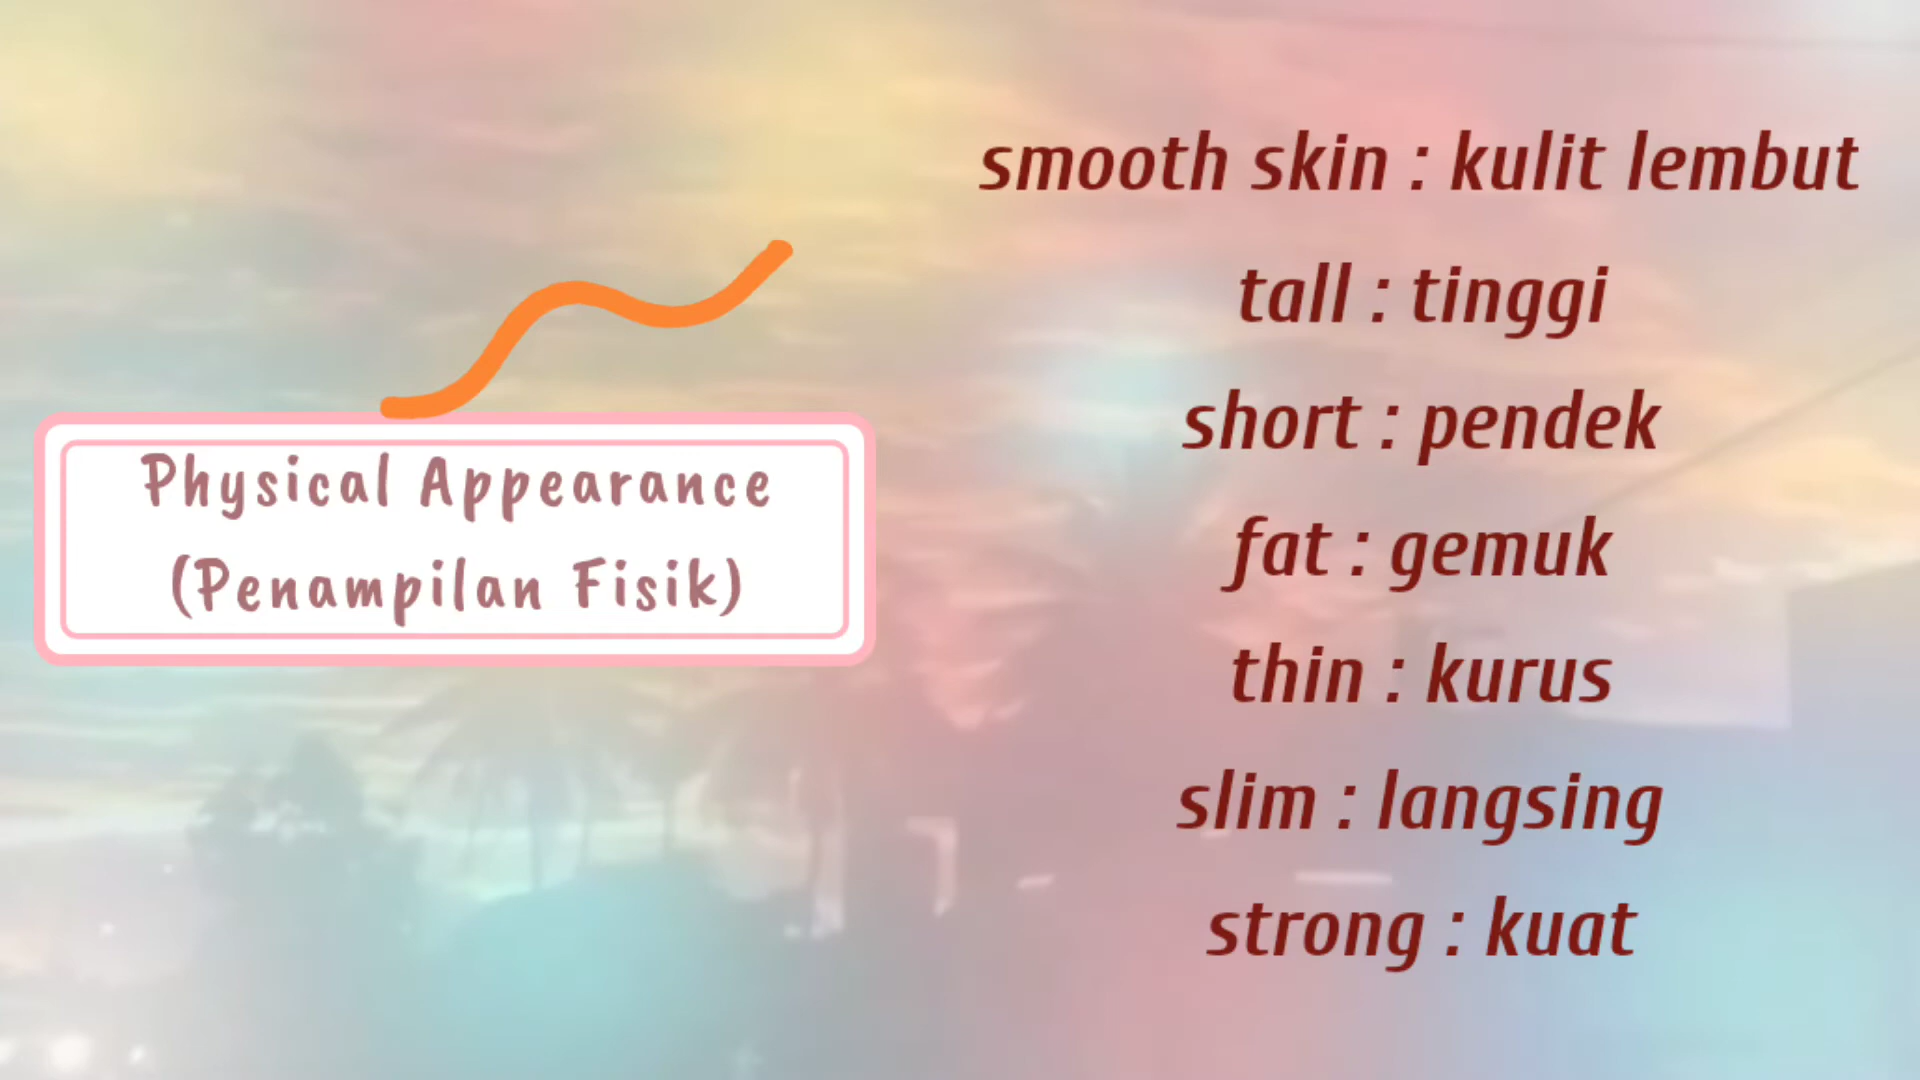 Physical Appearance
(Penampilan Fisik)
smooth skin : kulit lembut
tall : tinggi
short : pendek
fat : gemuk
thin : kurus
slim : langsing
strong : kuat